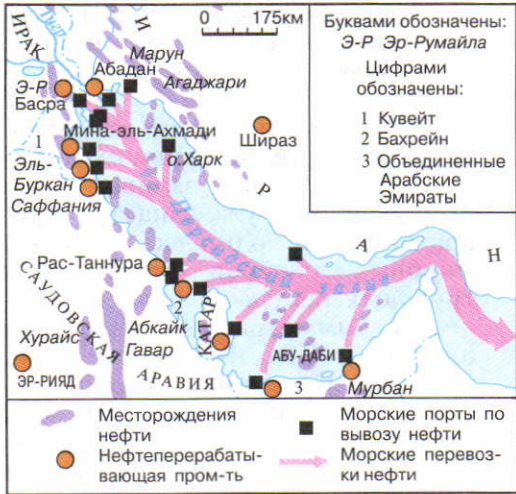 ИРАК
И
Р
А
Н
0 175км
Тигр
Марун
Абадан
Агаджари
Э-Р
Басра
Мина-эль-Ахмади
Шираз
1
о.Харк
Эль-
Буркан
Саффания
Персидский залив
Рас-Таннура
2
САУДОВСКАЯ
АРАВИЯ
Абкайк
Гавар
КАТАР
Хурайс
ЭР-РИЯД
АБУ-ДАБИ
3
Мурбан
Буквами обозначены:
Э-Р Эр-Румайла
Цифрами
обозначены:
1 Кувейт
2 Бахрейн
3 Объединенные
Арабские
Эмираты
Месторождения
нефти
Нефтеперерабаты-
вающая пром-ть
Морские порты по
вывозу нефти
Морские перевоз-
ки нефти